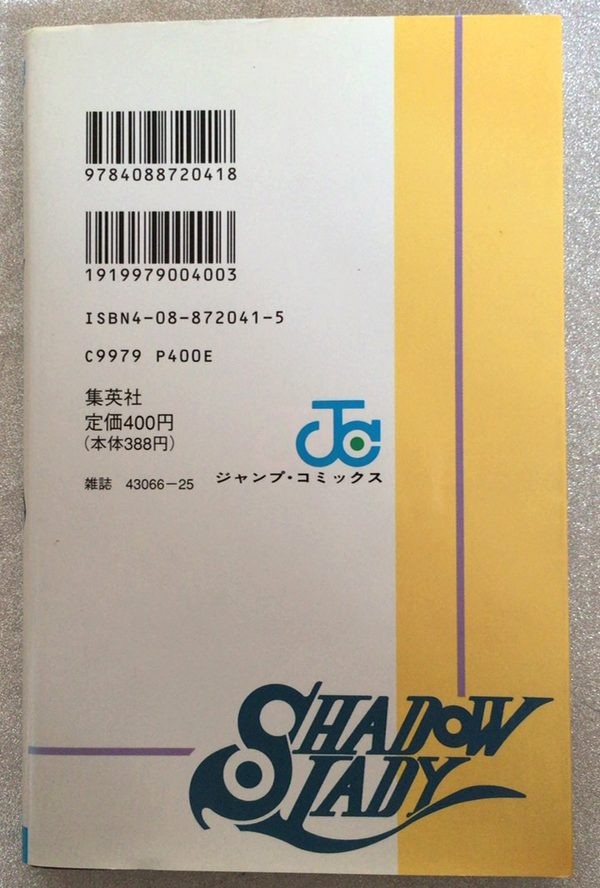 9784088720418
1919979004003
ISBN4-08-872041-5
C9979 P400E
集英社
定価400円
(本体388円)
雑誌 43066-25
JC
ジャンプ・コミックス
SHADOW
LADY